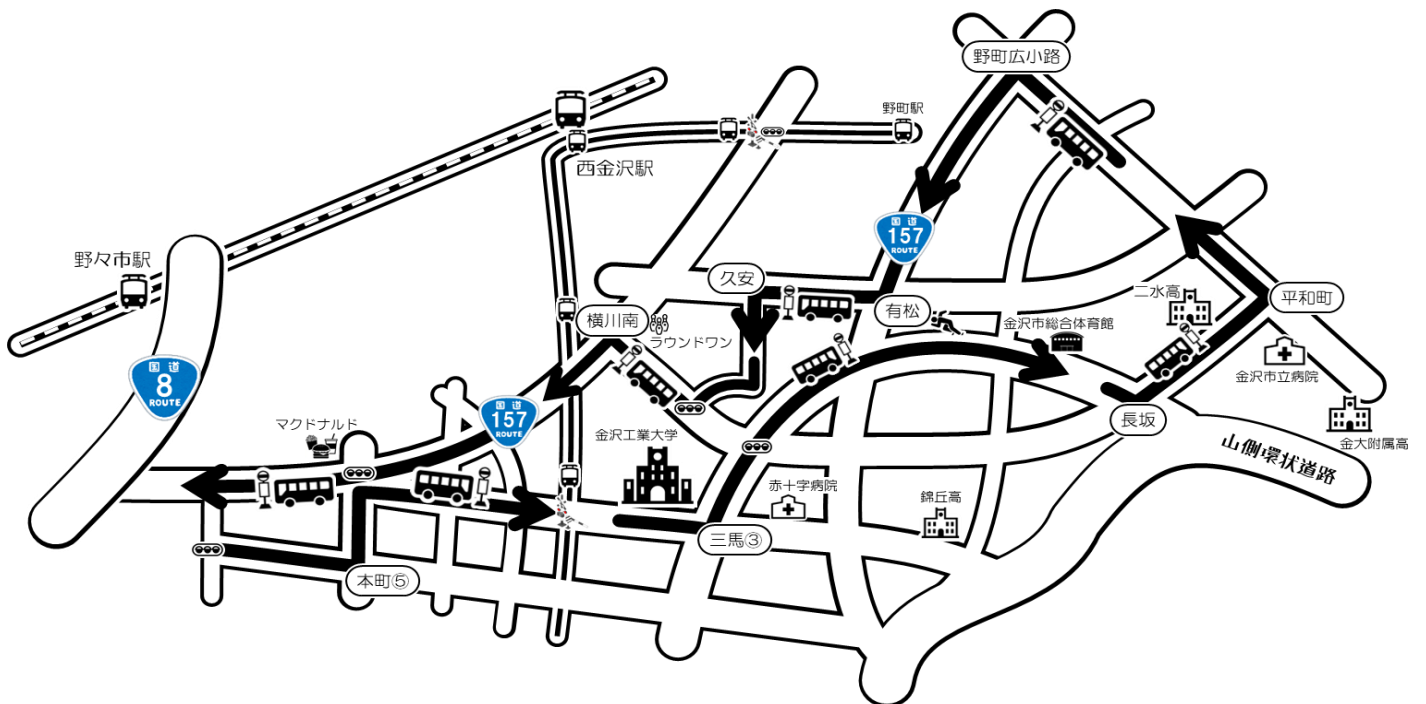 野町広小路
野町駅
西金沢駅
野々市駅
国道
157
ROUTE
久安
有松
横川南
ラウンドワン
金沢市総合体育館
二水高
平和町
金沢市立病院
金大附属高
長坂
山側環状道路
国道
8
ROUTE
マクドナルド
国道
157
ROUTE
金沢工業大学
赤十字病院
錦丘高
三馬③
本町⑤